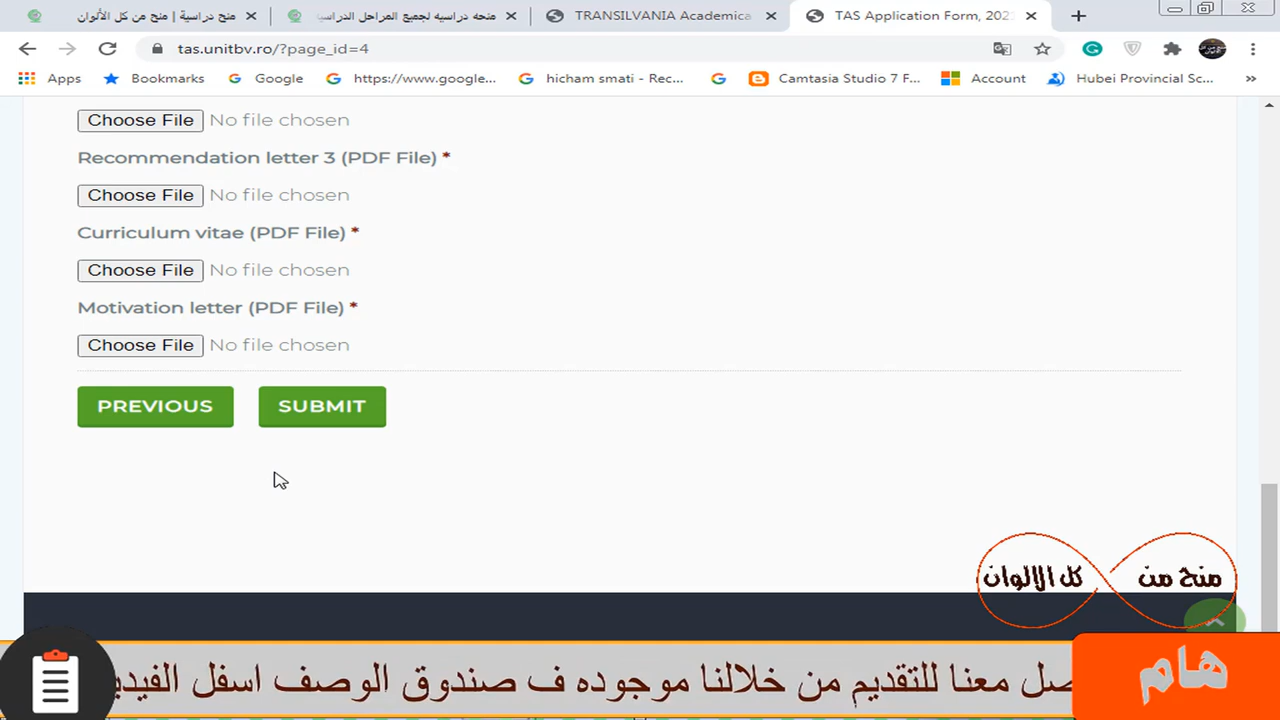 منح دراسية | منح من كل الألوان
منحه دراسيه لجميع المراحل الدراسي
TRANSILVANIA Academica
TAS Application Form, 202
tas.unitbv.ro/?page_id=4
Apps
Bookmarks
Google
https://www.google...
hicham smati - Rec...
Camtasia Studio 7 F...
Account
Hubei Provincial Sc...
»
Choose File No file chosen
Recommendation letter 3 (PDF File) *
Choose File No file chosen
Curriculum vitae (PDF File) *
Choose File No file chosen
Motivation letter (PDF File) *
Choose File No file chosen
PREVIOUS SUBMIT
منح من كل الالوان
هام
صل معنا للتقديم من خلالنا موجوده ف صندوق الوصف اسفل الفيدي